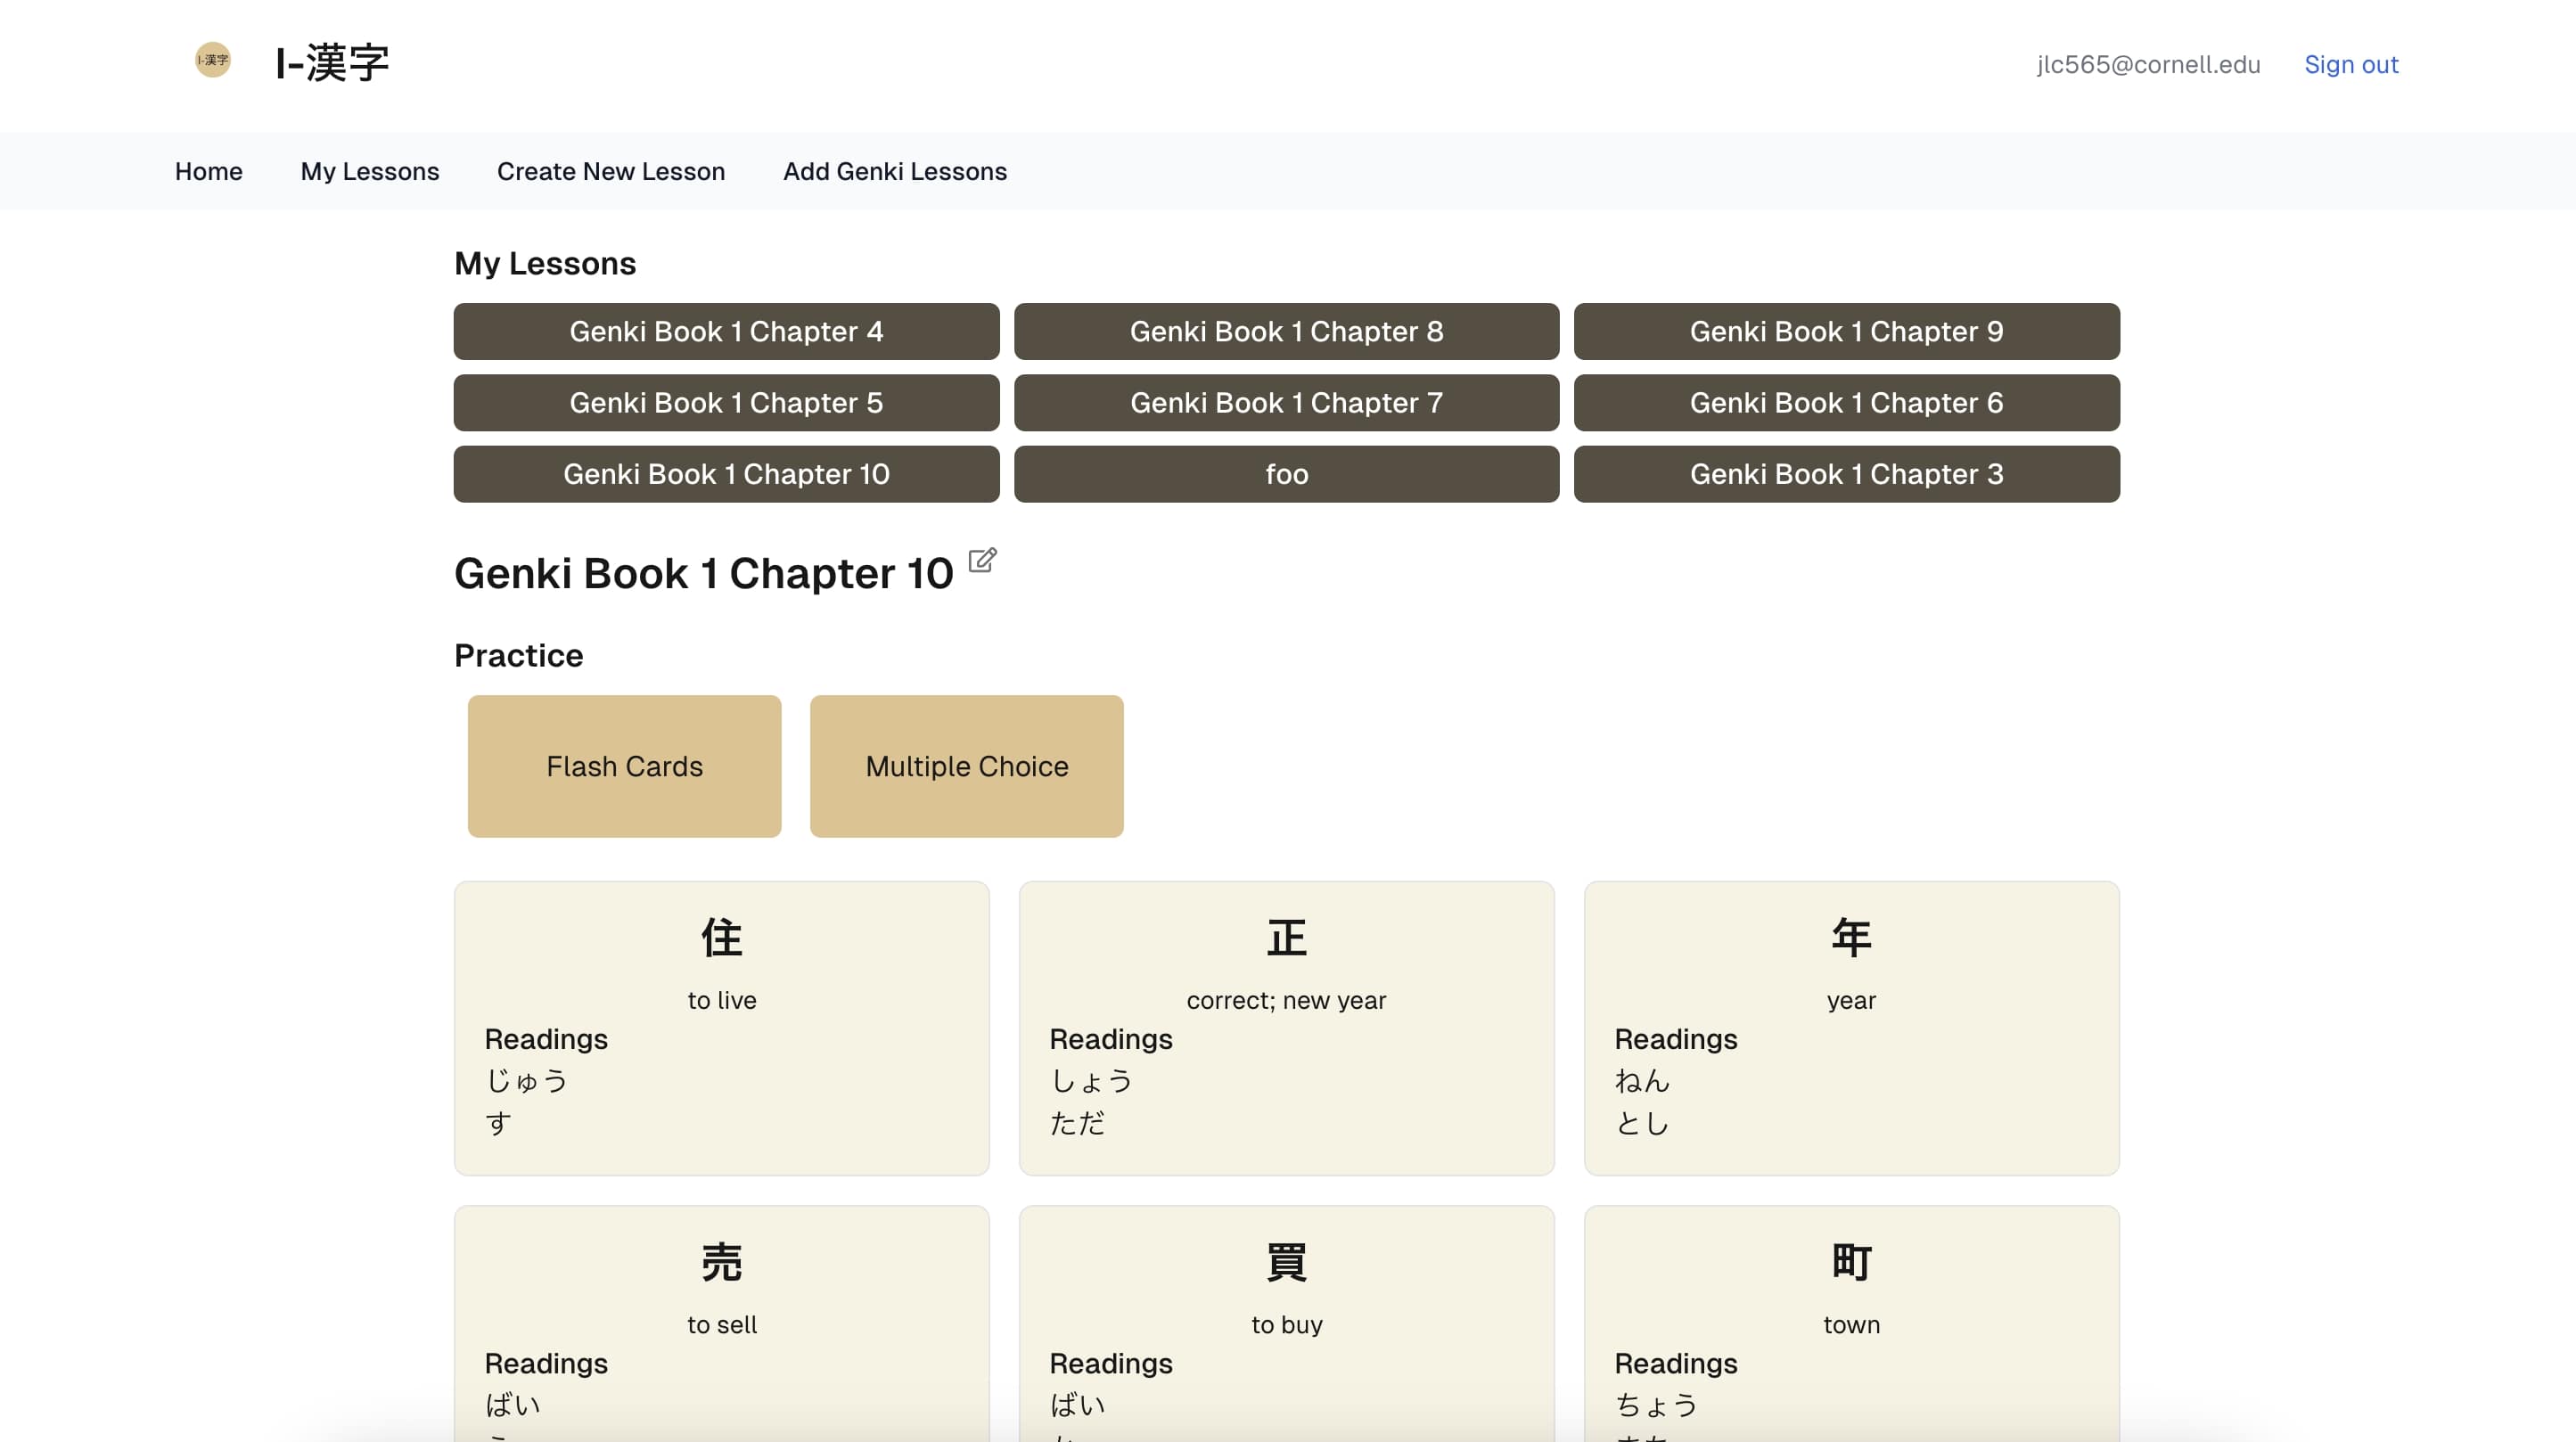 I-漢字
I-漢字
jlc565@cornell.edu
Sign out
Home
My Lessons
Create New Lesson
Add Genki Lessons
My Lessons
Genki Book 1 Chapter 4
Genki Book 1 Chapter 8
Genki Book 1 Chapter 9
Genki Book 1 Chapter 5
Genki Book 1 Chapter 7
Genki Book 1 Chapter 6
Genki Book 1 Chapter 10
foo
Genki Book 1 Chapter 3
Genki Book 1 Chapter 10
Practice
Flash Cards
Multiple Choice
住
to live
Readings
じゅう
す
正
correct; new year
Readings
しょう
ただ
年
year
Readings
ねん
とし
売
to sell
Readings
ばい
買
to buy
Readings
ばい
町
town
Readings
ちょう